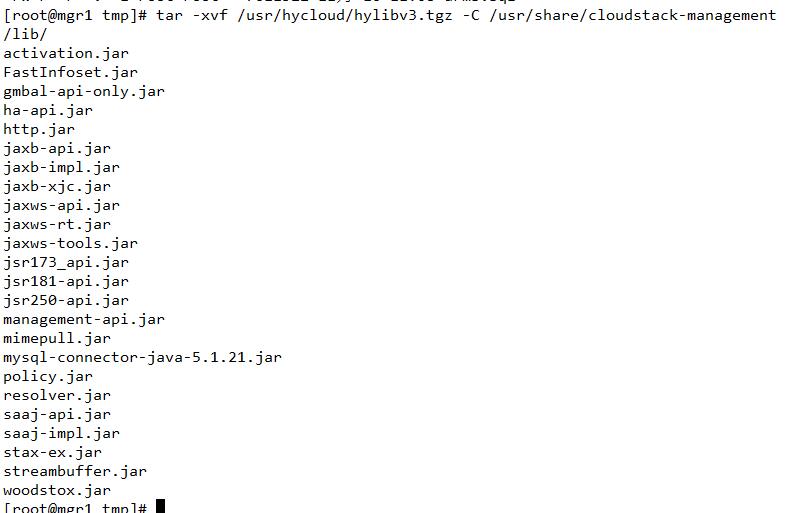 [root@mgr1 tmp]# tar -xvf /usr/hycloud/hylibv3.tgz -C /usr/share/cloudstack-management
/lib/
activation.jar
FastInfoset.jar
gmbal-api-only.jar
ha-api.jar
http.jar
jaxb-api.jar
jaxb-impl.jar
jaxb-xjc.jar
jaxws-api.jar
jaxws-rt.jar
jaxws-tools.jar
jsr173_api.jar
jsr181-api.jar
jsr250-api.jar
management-api.jar
mimepull.jar
mysql-connector-java-5.1.21.jar
policy.jar
resolver.jar
saaj-api.jar
saaj-impl.jar
stax-ex.jar
streambuffer.jar
woodstox.jar
[root@mgr1 tmp]#